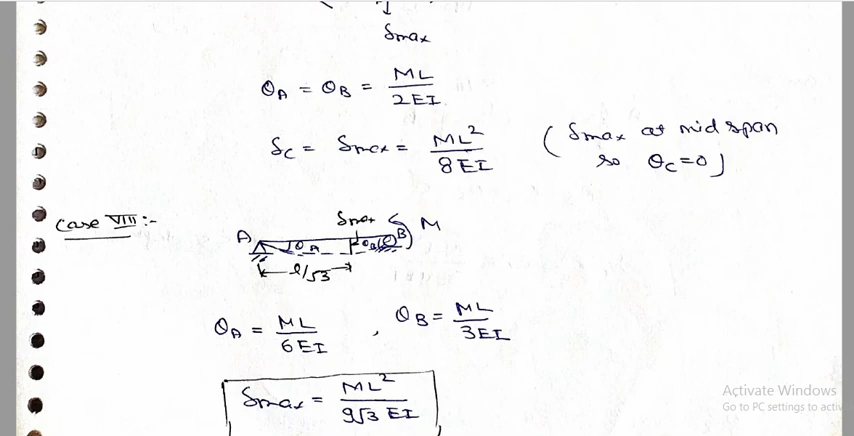 δmax
θA = θB = ML/2EI
δC = δmax = ML²/8EI (δmax at mid span
so θC=0)
Case VIII :-
δmax
A θA θB B M
l/√3
θA = ML/6EI , θB = ML/3EI
δmax = ML²/9√3 EI
Activate Windows
Go to PC settings to activ